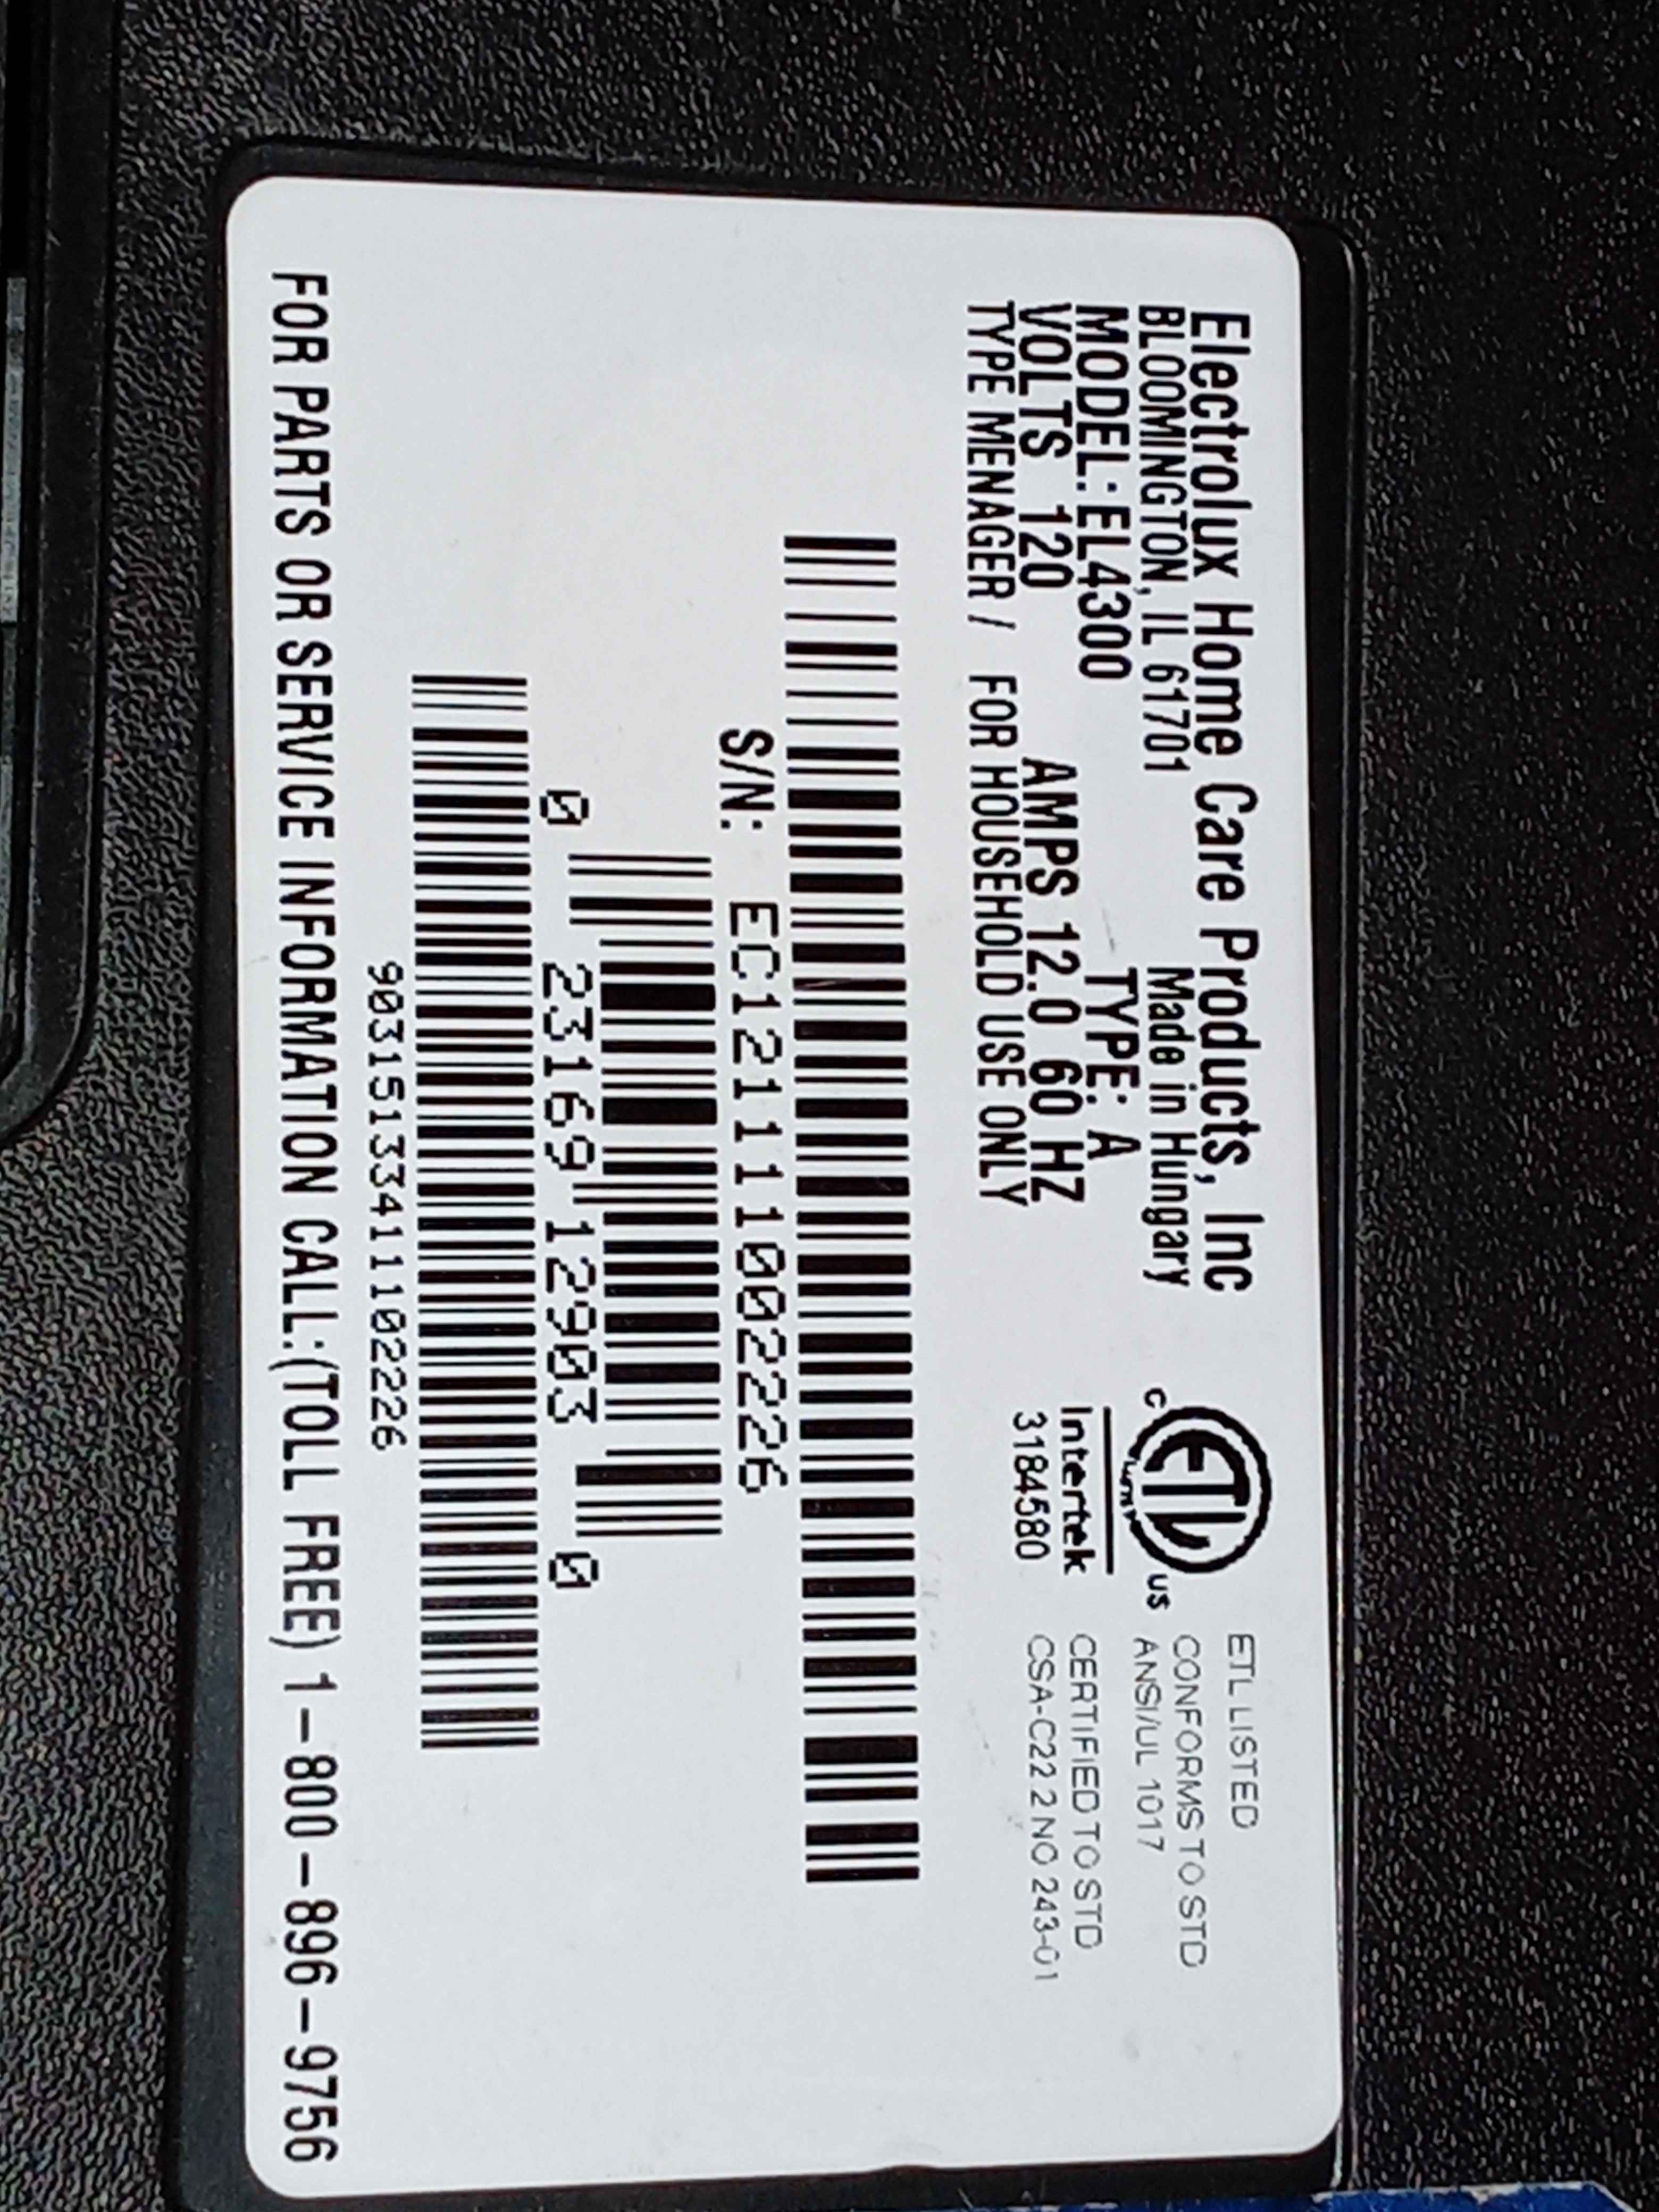 Electrolux Home Care Products, Inc
BLOOMINGTON, IL 61701 Made in Hungary
MODEL: EL4300 TYPE: A
VOLTS 120 AMPS 12.0 60 HZ
TYPE MENAGER / FOR HOUSEHOLD USE ONLY
ETL
c us
Intertek
3184580
ETL LISTED
CONFORMS TO STD
ANSI/UL 1017
CERTIFIED TO STD
CSA-C22.2 NO 243-01
S/N: EC121111002226
0 23169 12903 0
90315133411102226
FOR PARTS OR SERVICE INFORMATION CALL:(TOLL FREE) 1-800-896-9756